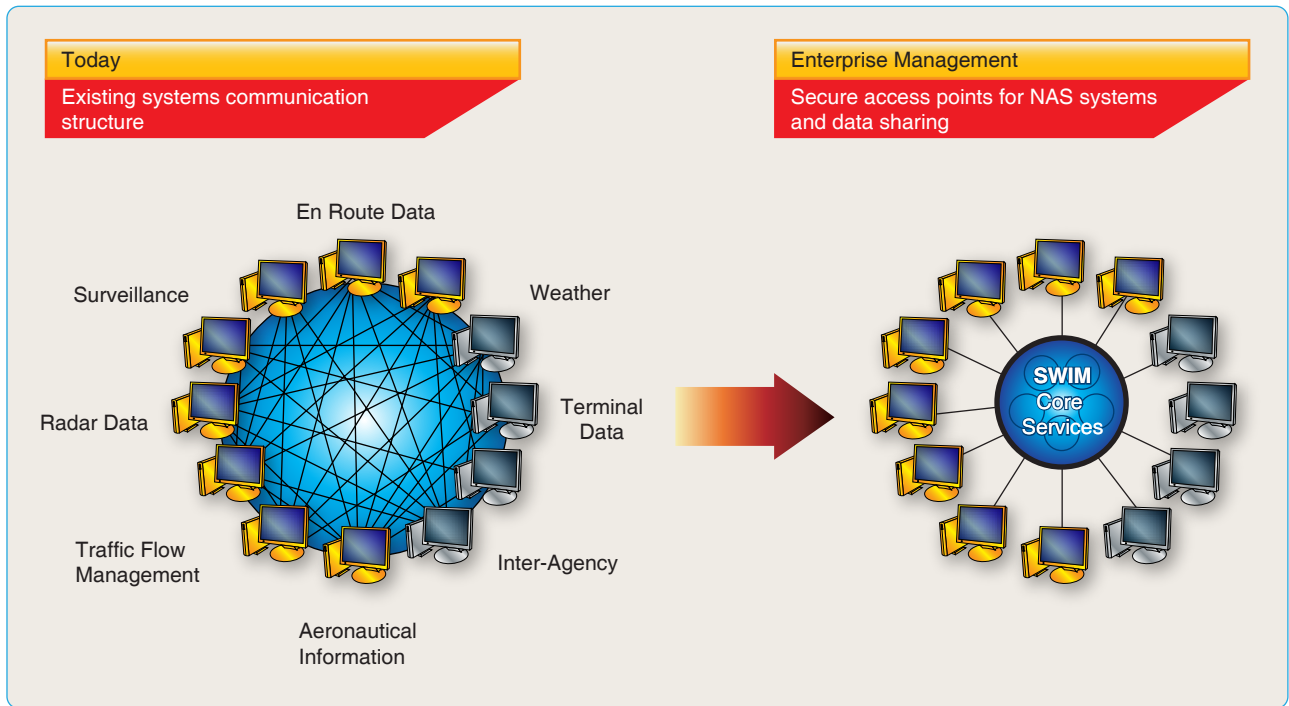 Today
Existing systems communication
structure
Enterprise Management
Secure access points for NAS systems
and data sharing
En Route Data
Surveillance
Weather
Radar Data
Terminal
Data
Traffic Flow
Management
Inter-Agency
Aeronautical
Information
SWIM
Core
Services